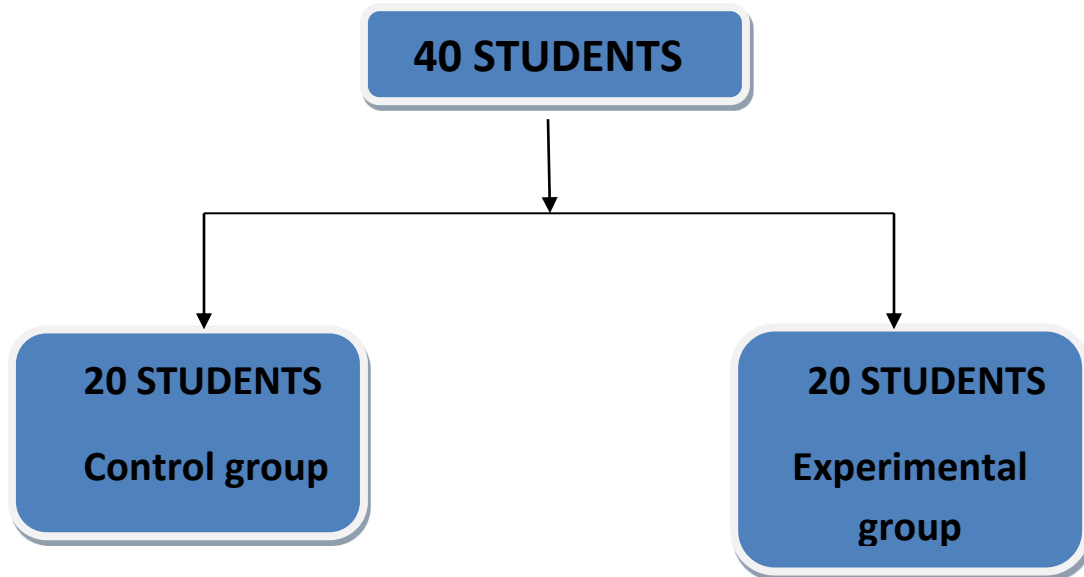 40 STUDENTS
20 STUDENTS
Control group
20 STUDENTS
Experimental
group